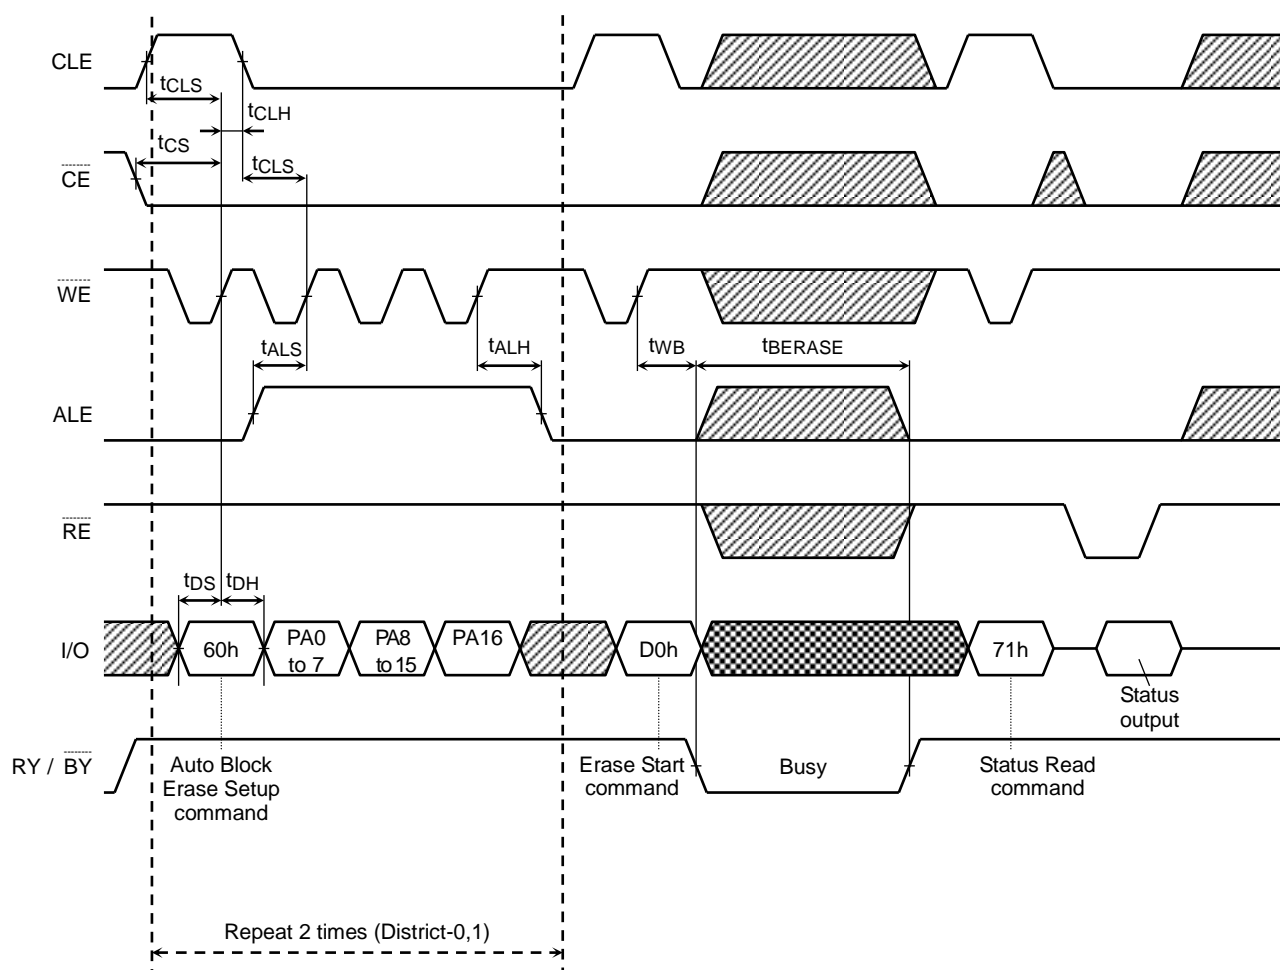 CLE
tCLS
tCLH
tCS
tCLS
CE
WE
tALS
tALH
tWB
tBERASE
ALE
RE
tDS
tDH
I/O
60h
PA0
to 7
PA8
to 15
PA16
D0h
71h
Status
output
RY / BY
Auto Block
Erase Setup
command
Erase Start
command
Busy
Status Read
command
Repeat 2 times (District-0,1)